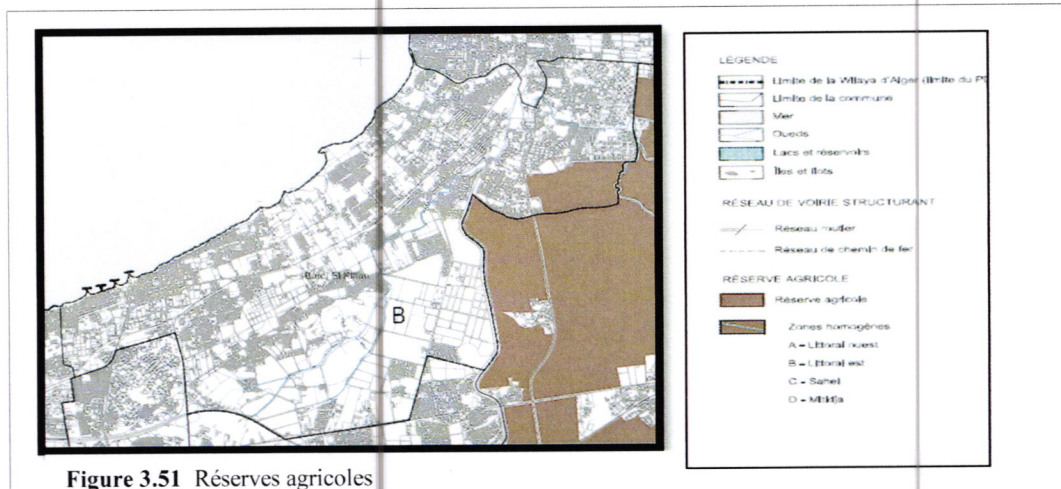 B
LÉGENDE
Limite de la Wilaya d'Alger (limite du
Limite de la commune
Mer
Oueds
Lacs et réservoirs
Îles et îlots
RÉSEAU DE VOIRIE STRUCTURANT
Réseau routier
Réseau de chemin de fer
RÉSERVE AGRICOLE
Réserve agricole
Zones homogènes
A - Littoral ouest
B - Littoral est
C - Sahel
D - Mitidja
Figure 3.51 Réserves agricoles